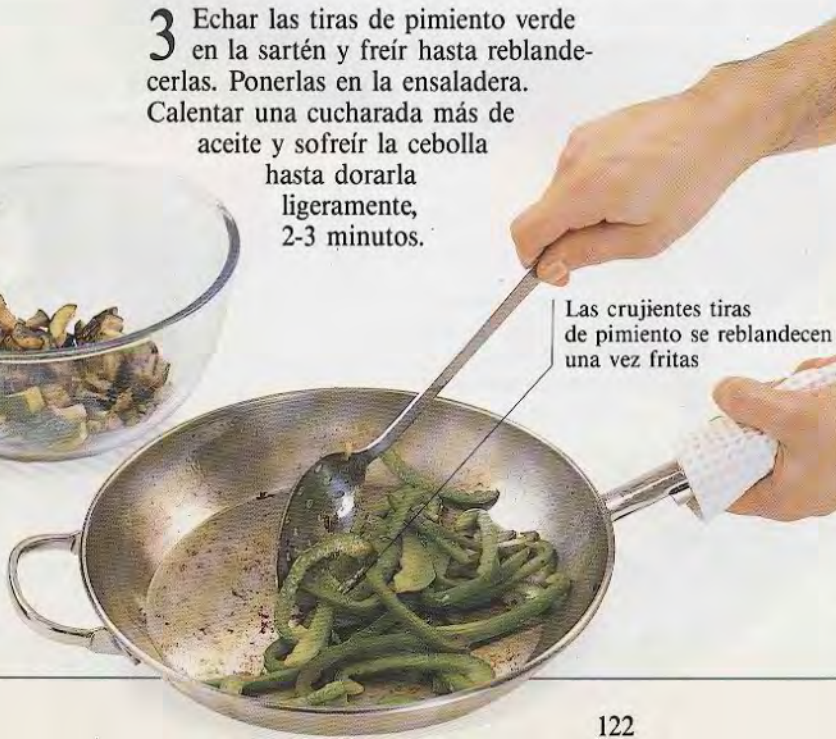 3 Echar las tiras de pimiento verde
en la sartén y freír hasta reblande-
cerlas. Ponerlas en la ensaladera.
Calentar una cucharada más de
aceite y sofreír la cebolla
hasta dorarla
ligeramente,
2-3 minutos.
Las crujientes tiras
de pimiento se reblandecen
una vez fritas
122